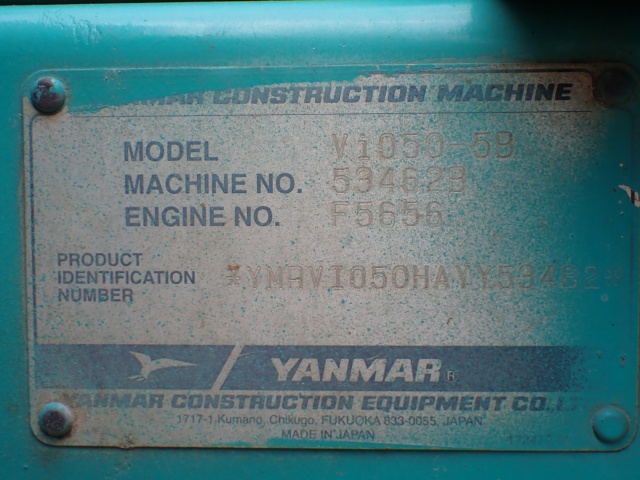 YANMAR CONSTRUCTION MACHINE
MODEL Vi050-5B
MACHINE NO. 53462B
ENGINE NO. F5656
PRODUCT
IDENTIFICATION
NUMBER
YANMAR
YANMAR CONSTRUCTION EQUIPMENT CO.,LTD
1717-1,Kumano, Chikugo, FUKUOKA 833-0055, JAPAN
MADE IN JAPAN